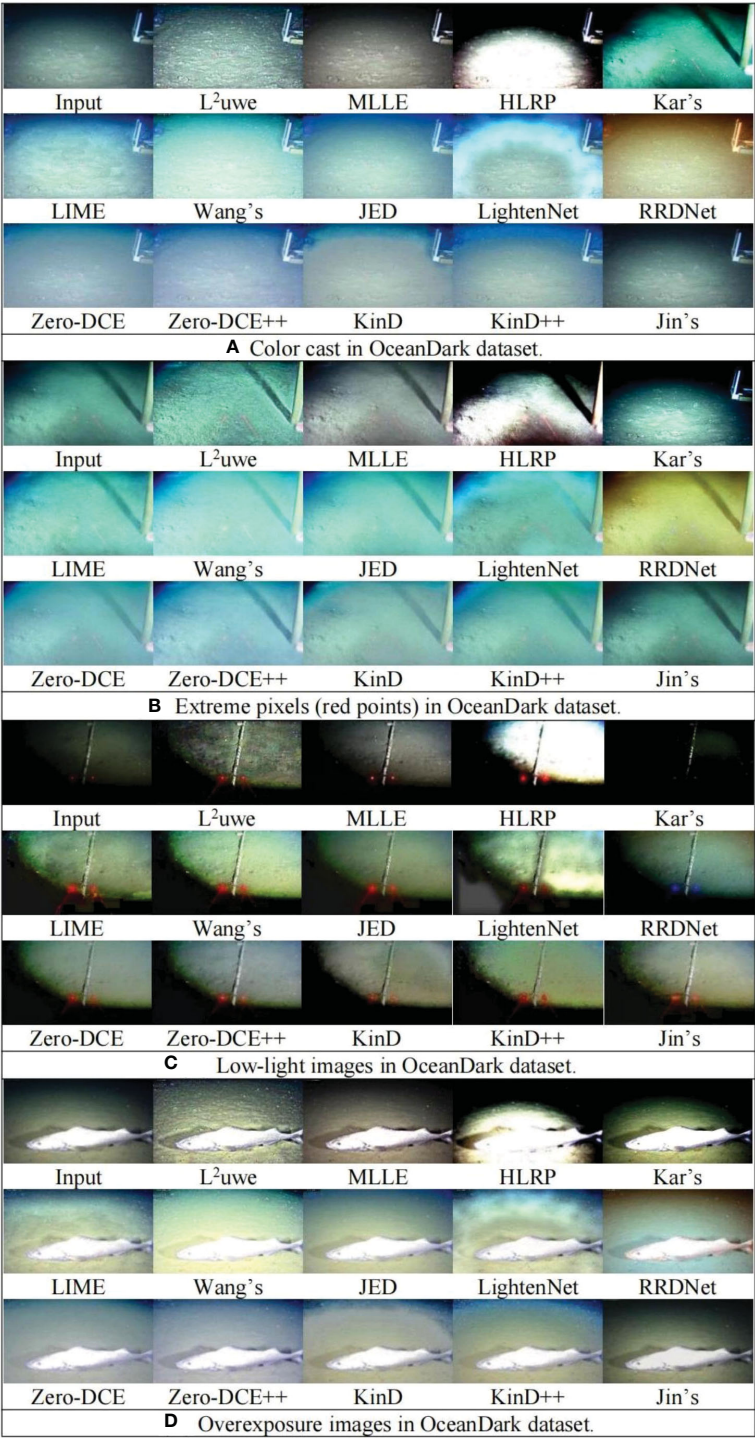 Input L²uwe MLLE HLRP Kar's
LIME Wang's JED LightenNet RRDNet
Zero-DCE Zero-DCE++ KinD KinD++ Jin's
A Color cast in OceanDark dataset.
Input L²uwe MLLE HLRP Kar's
LIME Wang's JED LightenNet RRDNet
Zero-DCE Zero-DCE++ KinD KinD++ Jin's
B Extreme pixels (red points) in OceanDark dataset.
Input L²uwe MLLE HLRP Kar's
LIME Wang's JED LightenNet RRDNet
Zero-DCE Zero-DCE++ KinD KinD++ Jin's
C Low-light images in OceanDark dataset.
Input L²uwe MLLE HLRP Kar's
LIME Wang's JED LightenNet RRDNet
Zero-DCE Zero-DCE++ KinD KinD++ Jin's
D Overexposure images in OceanDark dataset.